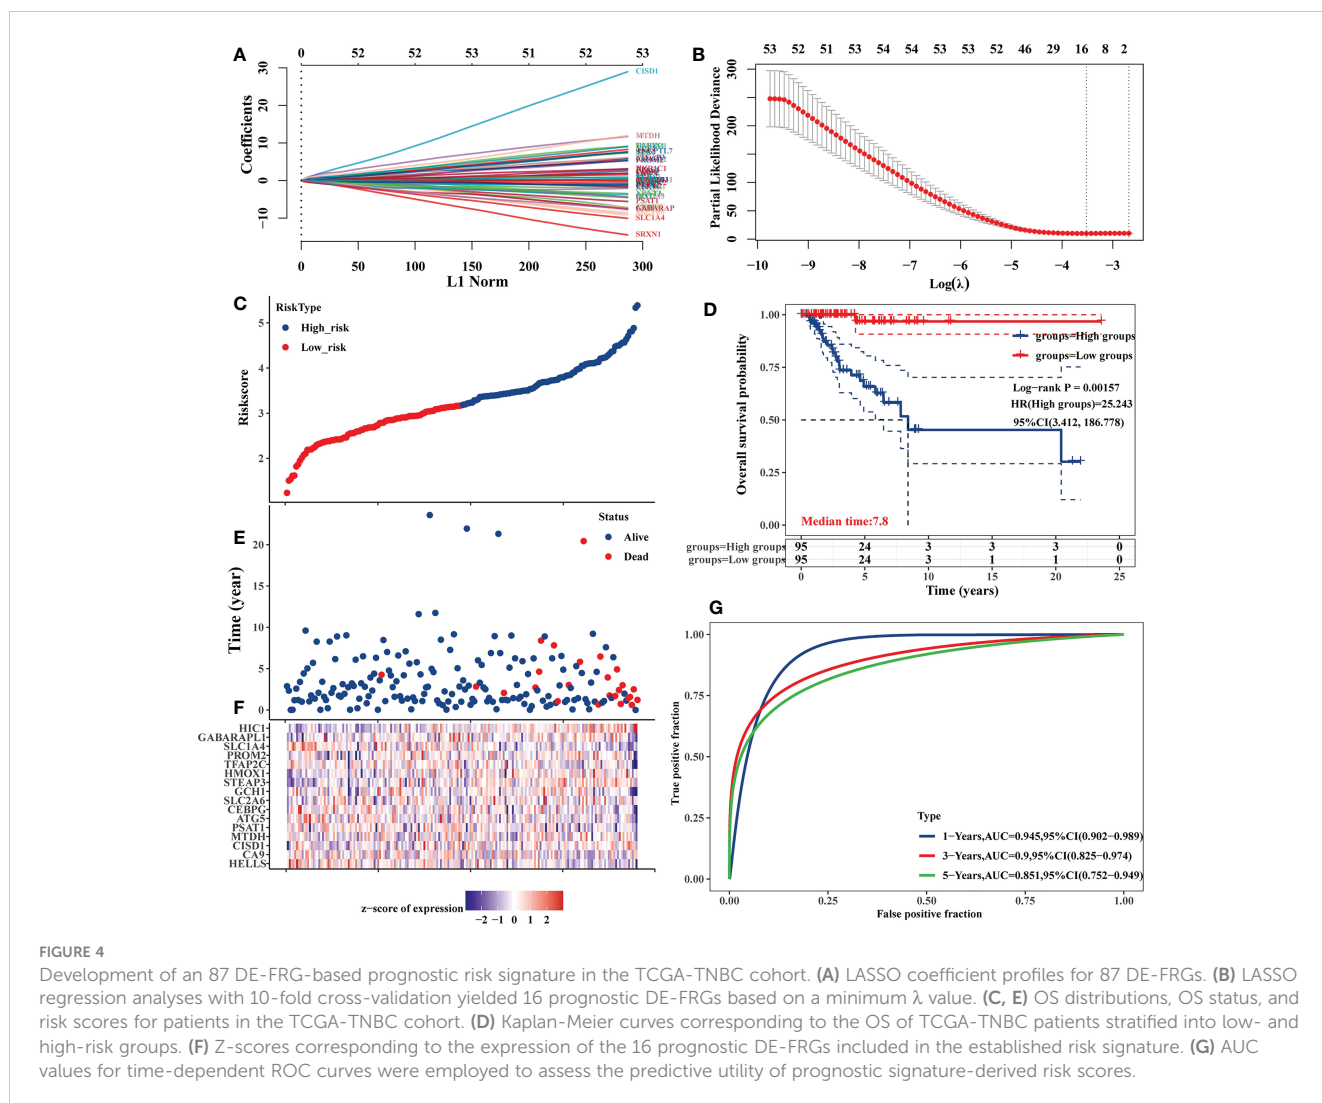 A
0 52 52 53 51 52 53
Coefficients
30
20
10
0
−10
CISD1
MTDH
PSAT1
GABARAP
SLC1A4
SRXN1
0 50 100 150 200 250 300
L1 Norm
B
53 52 51 53 54 54 53 53 52 46 29 16 8 2
Partial Likelihood Deviance
300
200
150
100
50
0
−10 −9 −8 −7 −6 −5 −4 −3
Log(λ)
C
RiskType
High_risk
Low_risk
Riskscore
5
4
3
2
D
Overall survival probability
1.00
0.75
0.50
0.25
0.00
groups=High groups
groups=Low groups
Log−rank P = 0.00157
HR(High groups)=25.243
95%CI(3.412, 186.778)
Median time:7.8
groups=High groups 95 24 3 3 3 0
groups=Low groups 95 24 3 1 1 0
0 5 10 15 20 25
Time (years)
E
Status
Alive
Dead
Time (year)
20
15
10
5
0
F
HIC1
GABARAPL1
SLC1A4
PROM2
TFAP2C
HMOX1
STEAP3
GCH1
SLC2A6
CEBPG
ATG5
PSAT1
MTDH
CISD1
CA9
HELLS
z−score of expression
−2 −1 0 1 2
G
True positive fraction
1.00
0.75
0.50
0.25
0.00
Type
1−Years,AUC=0.945,95%CI(0.902−0.989)
3−Years,AUC=0.9,95%CI(0.825−0.974)
5−Years,AUC=0.851,95%CI(0.752−0.949)
0.00 0.25 0.50 0.75 1.00
False positive fraction
FIGURE 4
Development of an 87 DE-FRG-based prognostic risk signature in the TCGA-TNBC cohort. (A) LASSO coefficient profiles for 87 DE-FRGs. (B) LASSO
regression analyses with 10-fold cross-validation yielded 16 prognostic DE-FRGs based on a minimum λ value. (C, E) OS distributions, OS status, and
risk scores for patients in the TCGA-TNBC cohort. (D) Kaplan-Meier curves corresponding to the OS of TCGA-TNBC patients stratified into low- and
high-risk groups. (F) Z-scores corresponding to the expression of the 16 prognostic DE-FRGs included in the established risk signature. (G) AUC
values for time-dependent ROC curves were employed to assess the predictive utility of prognostic signature-derived risk scores.